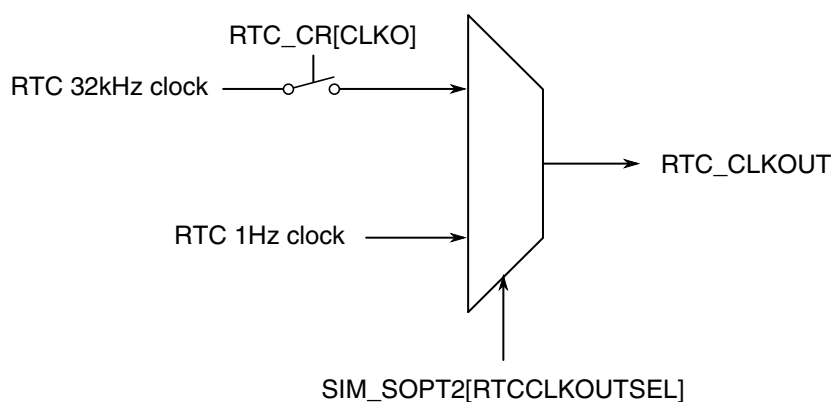 RTC_CR[CLKO]
RTC 32kHz clock
RTC_CLKOUT
RTC 1Hz clock
SIM_SOPT2[RTCCLKOUTSEL]